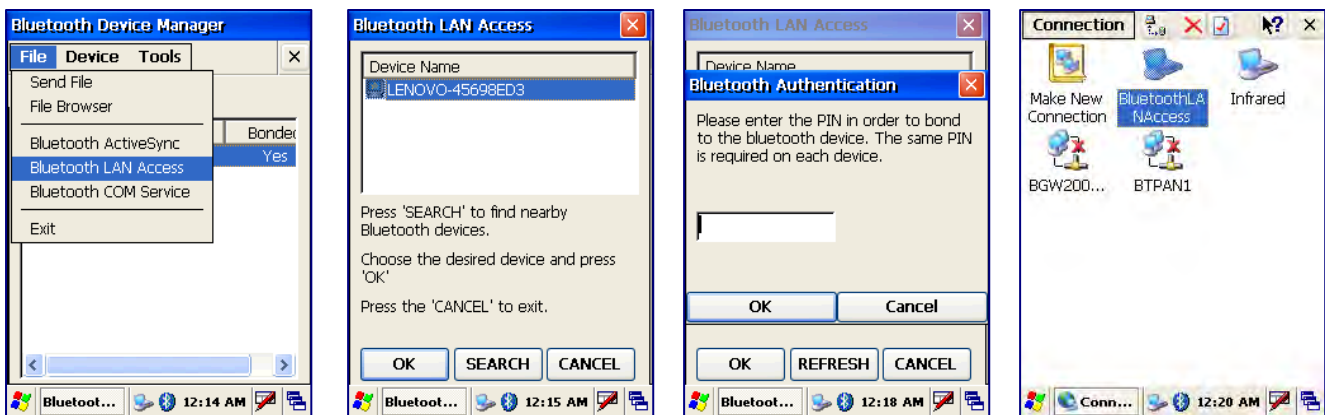 Bluetooth Device Manager
File Device Tools ×
Send File
File Browser
Bluetooth ActiveSync
Bluetooth LAN Access
Bluetooth COM Service
Exit
Bonded
Yes
Bluetoot... 12:14 AM
Bluetooth LAN Access
Device Name
LENOVO-45698ED3
Press 'SEARCH' to find nearby
Bluetooth devices.
Choose the desired device and press
'OK'
Press the 'CANCEL' to exit.
OK SEARCH CANCEL
Bluetoot... 12:15 AM
Bluetooth LAN Access
Device Name
Bluetooth Authentication
Please enter the PIN in order to bond
to the bluetooth device. The same PIN
is required on each device.
OK Cancel
OK REFRESH CANCEL
Bluetoot... 12:18 AM
Connection ? ×
Make New
Connection
BluetoothLA
NAccess
Infrared
BGW200...
BTPAN1
Conn... 12:20 AM